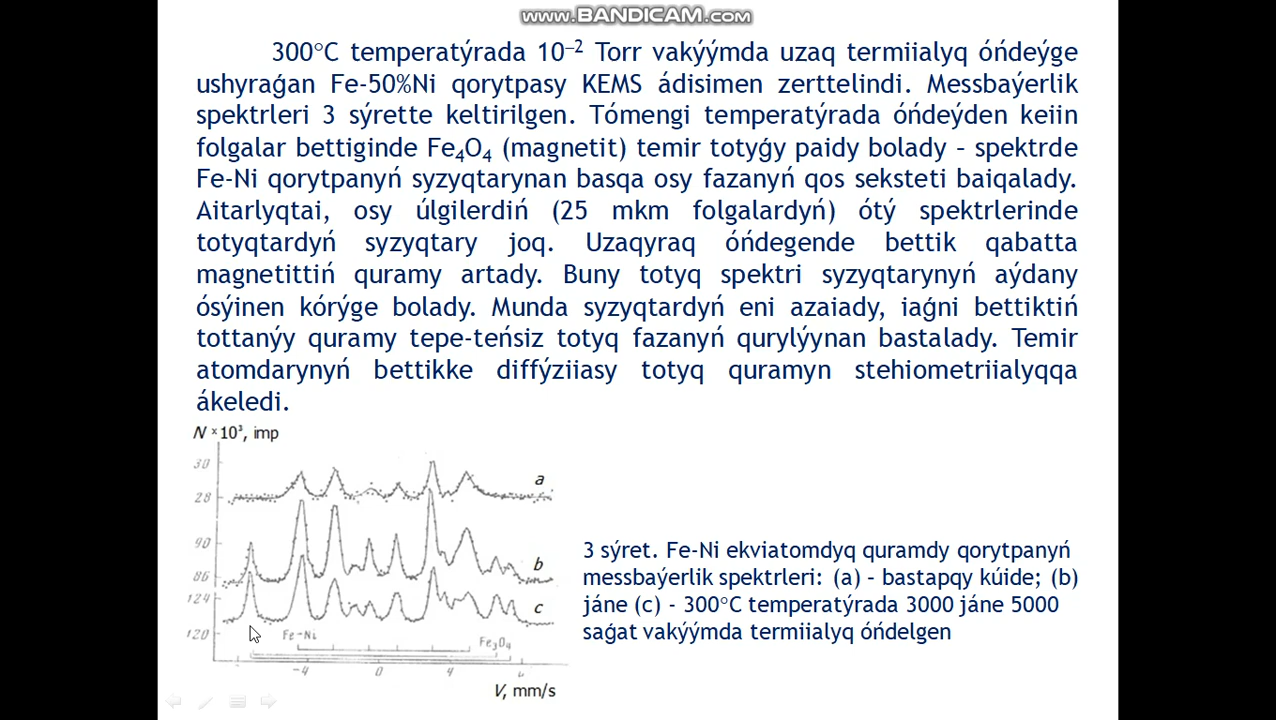 www.BANDICAM.com
300°C temperatýrada 10⁻² Torr vakýýmda uzaq termiialyq óńdeýge
ushyraǵan Fe-50%Ni qorytpasy KEMS ádisimen zerttelindi. Messbaýerlik
spektrleri 3 sýrette keltirilgen. Tómengi temperatýrada óńdeýden keiin
folgalar bettiginde Fe₄O₄ (magnetit) temir totyǵy paidy bolady – spektrde
Fe-Ni qorytpanyń syzyqtarynan basqa osy fazanyń qos seksteti baiqalady.
Aitarlyqtai, osy úlgilerdiń (25 mkm folgalardyń) ótý spektrlerinde
totyqtardyń syzyqtary joq. Uzaqyraq óńdegende bettik qabatta
magnetittiń quramy artady. Buny totyq spektri syzyqtarynyń aýdany
ósýinen kórýge bolady. Munda syzyqtardyń eni azaiady, iaǵni bettiktiń
tottanýy quramy tepe-teńsiz totyq fazanyń qurylýynan bastalady. Temir
atomdarynyń bettikke diffýziiasy totyq quramyn stehiometriialyqqa
ákeledi.
N × 10³, imp
30
28
90
86
124
120
a
b
c
Fe-Ni
Fe₃O₄
-4 0 4 6
V, mm/s
3 sýret. Fe-Ni ekviatomdyq quramdy qorytpanyń
messbaýerlik spektrleri: (a) – bastapqy kúide; (b)
jáne (c) - 300°C temperatýrada 3000 jáne 5000
saǵat vakýýmda termiialyq óńdelgen